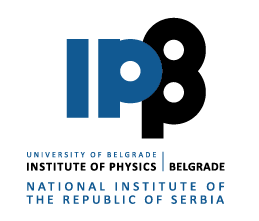 IPB
UNIVERSITY OF BELGRADE
INSTITUTE OF PHYSICS | BELGRADE
NATIONAL INSTITUTE OF
THE REPUBLIC OF SERBIA